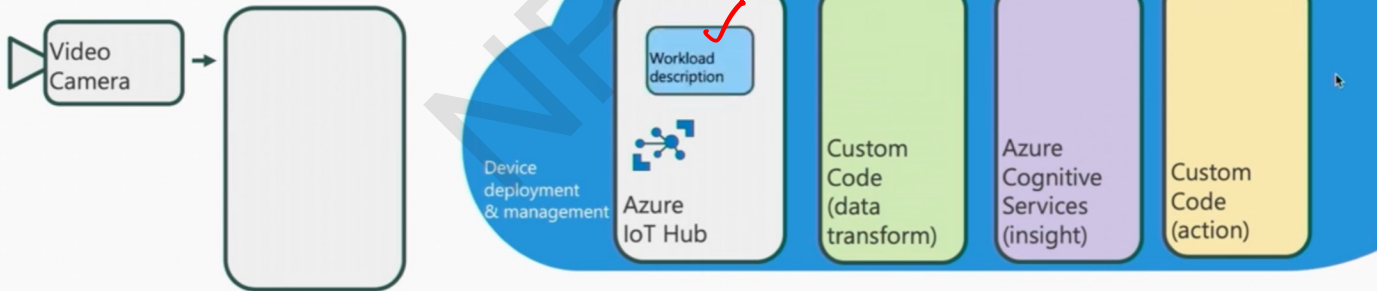 Video
Camera
Workload
description
Device
deployment
& management
Azure
IoT Hub
Custom
Code
(data
transform)
Azure
Cognitive
Services
(insight)
Custom
Code
(action)